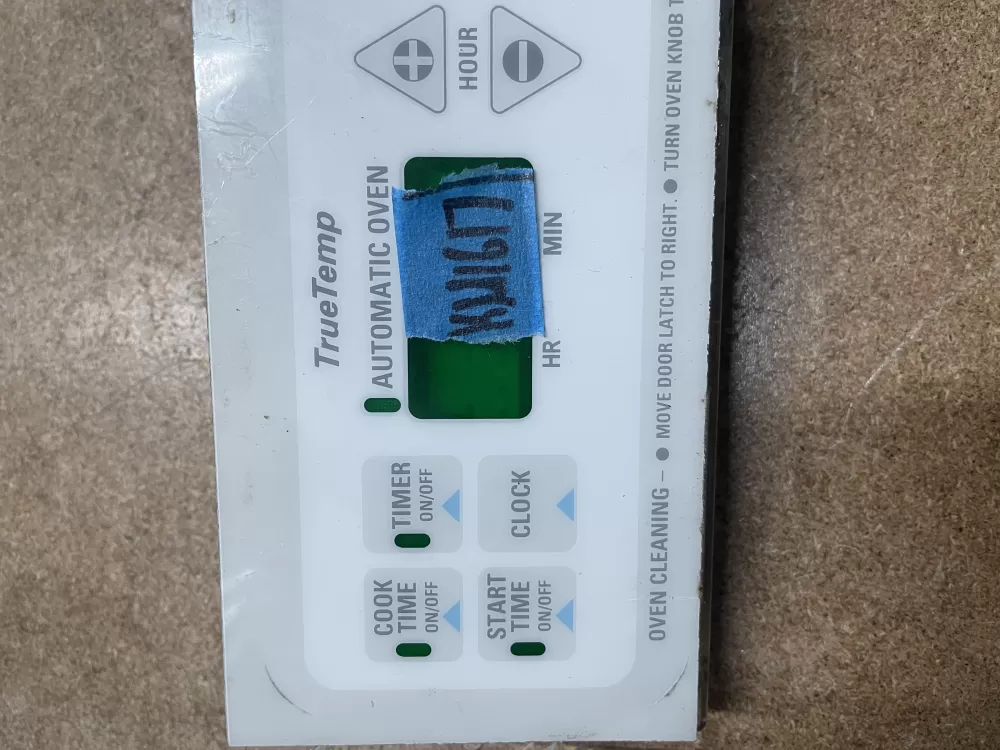 TrueTemp
AUTOMATIC OVEN
COOK
TIME
ON/OFF
TIMER
ON/OFF
HOUR
KW1617
START
TIME
ON/OFF
CLOCK
HR
MIN
OVEN CLEANING – ● MOVE DOOR LATCH TO RIGHT. ● TURN OVEN KNOB T